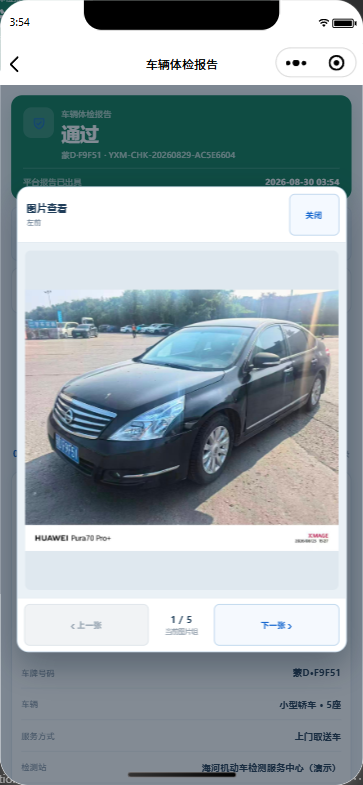 3:54
车辆体检报告
车辆体检报告
通过
蒙D·F9F51 · YXM-CHK-20260829-AC5E6604
平台报告已出具
2026-08-30 03:54
图片查看
左前
关闭
HUAWEI Pura70 Pro+
XMAGE
‹ 上一张
1 / 5
当前图片组
下一张 ›
车牌号码
蒙D•F9F51
车辆
小型轿车 • 5座
服务方式
上门取送车
检测站
海河机动车检测服务中心（演示）